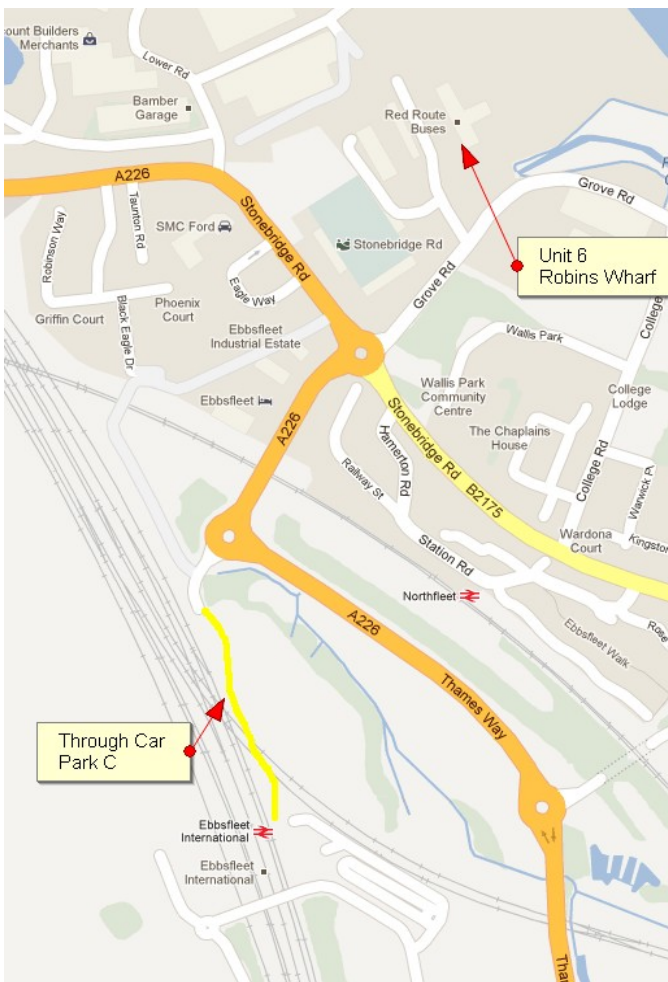 ount Builders
Merchants
Lower Rd
Bamber
Garage
Red Route
Buses
A226
Taunton Rd
Robinson Way
SMC Ford
Stonebridge Rd
Stonebridge Rd
Grove Rd
Grove Rd
Unit 6
Robins Wharf
Eagle Way
Griffin Court
Phoenix
Court
Black Eagle Dr
Ebbsfleet
Industrial Estate
College
Wallis Park
Wallis Park
Community
Centre
College
Lodge
Ebbsfleet
A226
Stonebridge Rd
B2175
Hamerton Rd
Railway St
The Chaplains
House
College Rd
Warwick Pl
Station Rd
Wardona
Court
Kingston
Northfleet
Ebbsfleet Walk
Rose
A226
Thames Way
Through Car
Park C
Ebbsfleet
International
Ebbsfleet
International
Tha